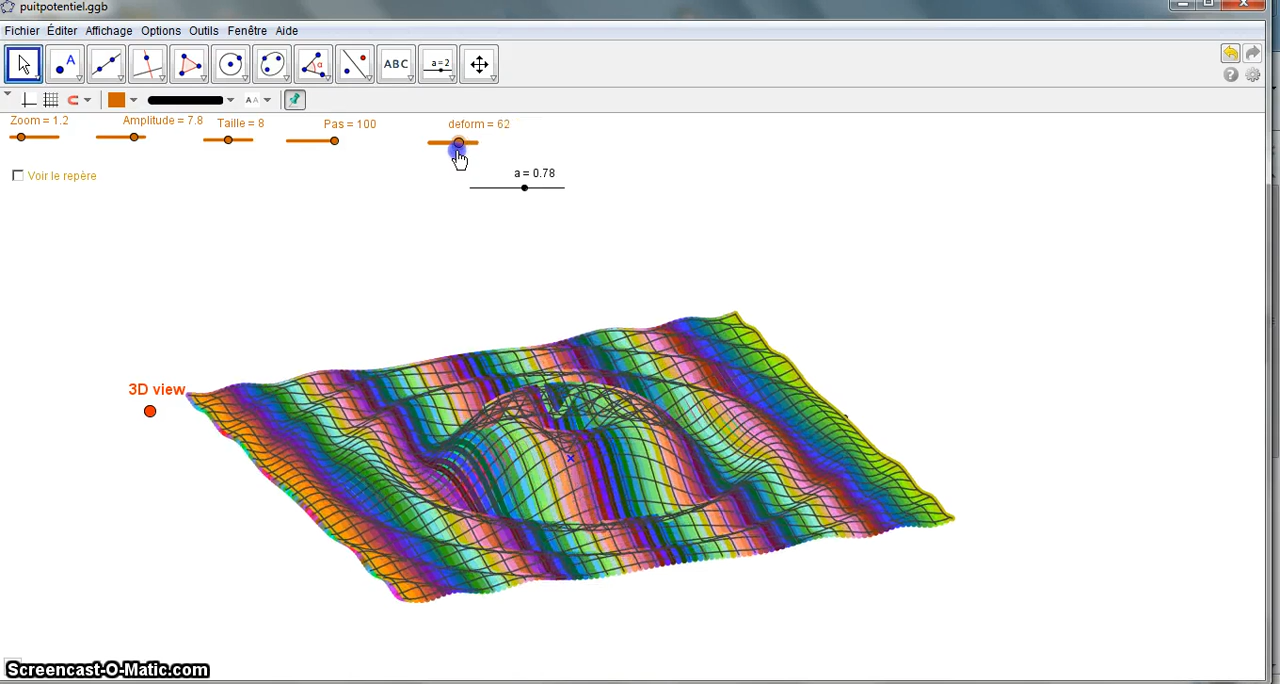 puitpotentiel.ggb
Fichier Éditer Affichage Options Outils Fenêtre Aide
A ABC a=2
AA
Zoom = 1.2 Amplitude = 7.8 Taille = 8 Pas = 100 deform = 62
a = 0.78
Voir le repère
3D view
Screencast-O-Matic.com